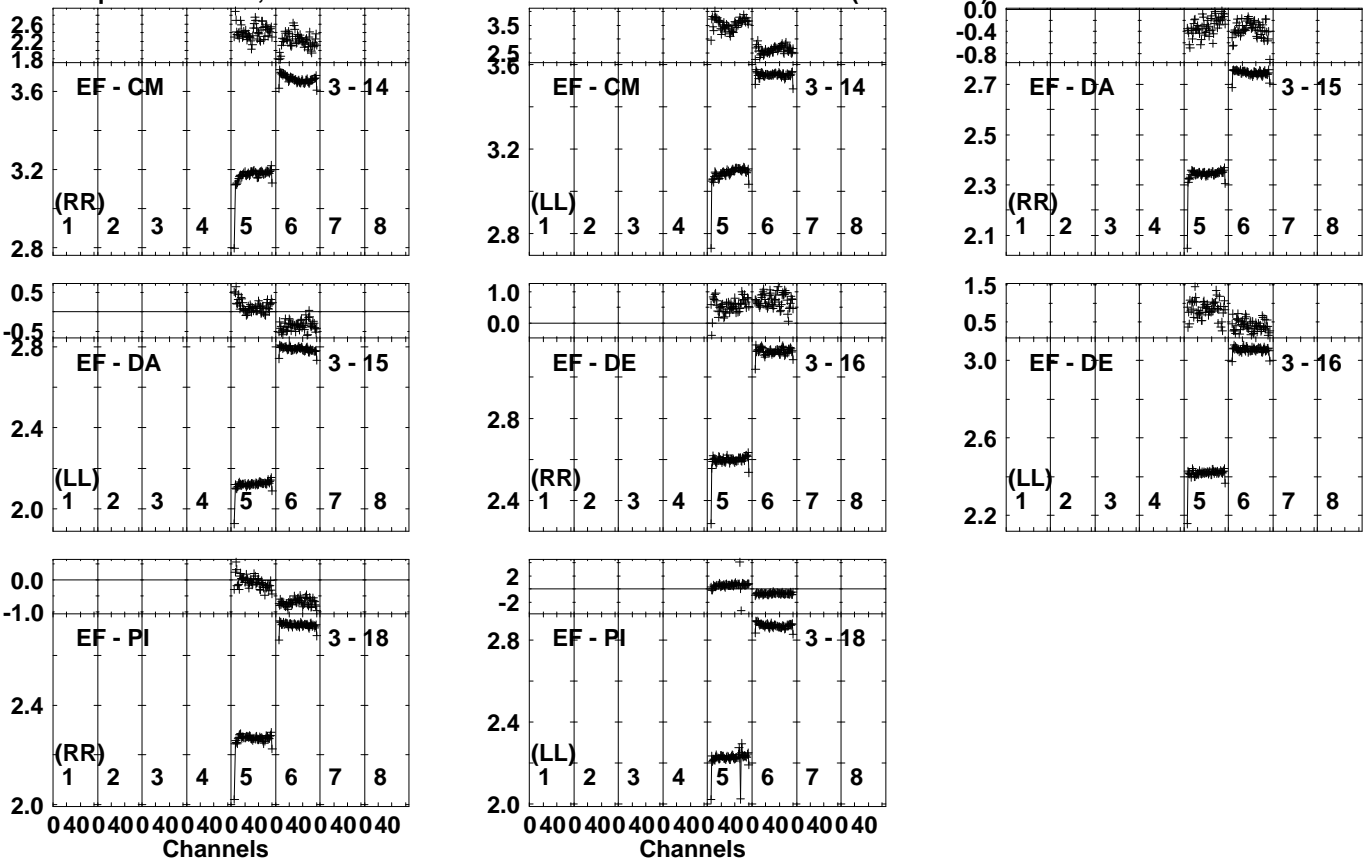 2.6 2.2 1.8
EF - CM 3 - 14
3.6 3.2 2.8
(RR)
1 2 3 4 5 6 7 8
3.5 2.5
3.6 3.2 2.8
EF - CM 3 - 14
(LL)
1 2 3 4 5 6 7 8
0.0 -0.4 -0.8
2.7 2.5 2.3 2.1
EF - DA 3 - 15
(RR)
1 2 3 4 5 6 7 8
0.5 -0.5
2.8 2.4 2.0
EF - DA 3 - 15
(LL)
1 2 3 4 5 6 7 8
1.0 0.0
2.8 2.4
EF - DE 3 - 16
(RR)
1 2 3 4 5 6 7 8
1.5 0.5
3.0 2.6 2.2
EF - DE 3 - 16
(LL)
1 2 3 4 5 6 7 8
0.0 -1.0
2.4 2.0
EF - PI 3 - 18
(RR)
1 2 3 4 5 6 7 8
2 -2
2.8 2.4 2.0
EF - PI 3 - 18
(LL)
1 2 3 4 5 6 7 8
0 40 0 40 0 40 0 40 0 40 0 40 0 40 0 40
Channels
0 40 0 40 0 40 0 40 0 40 0 40 0 40 0 40
Channels